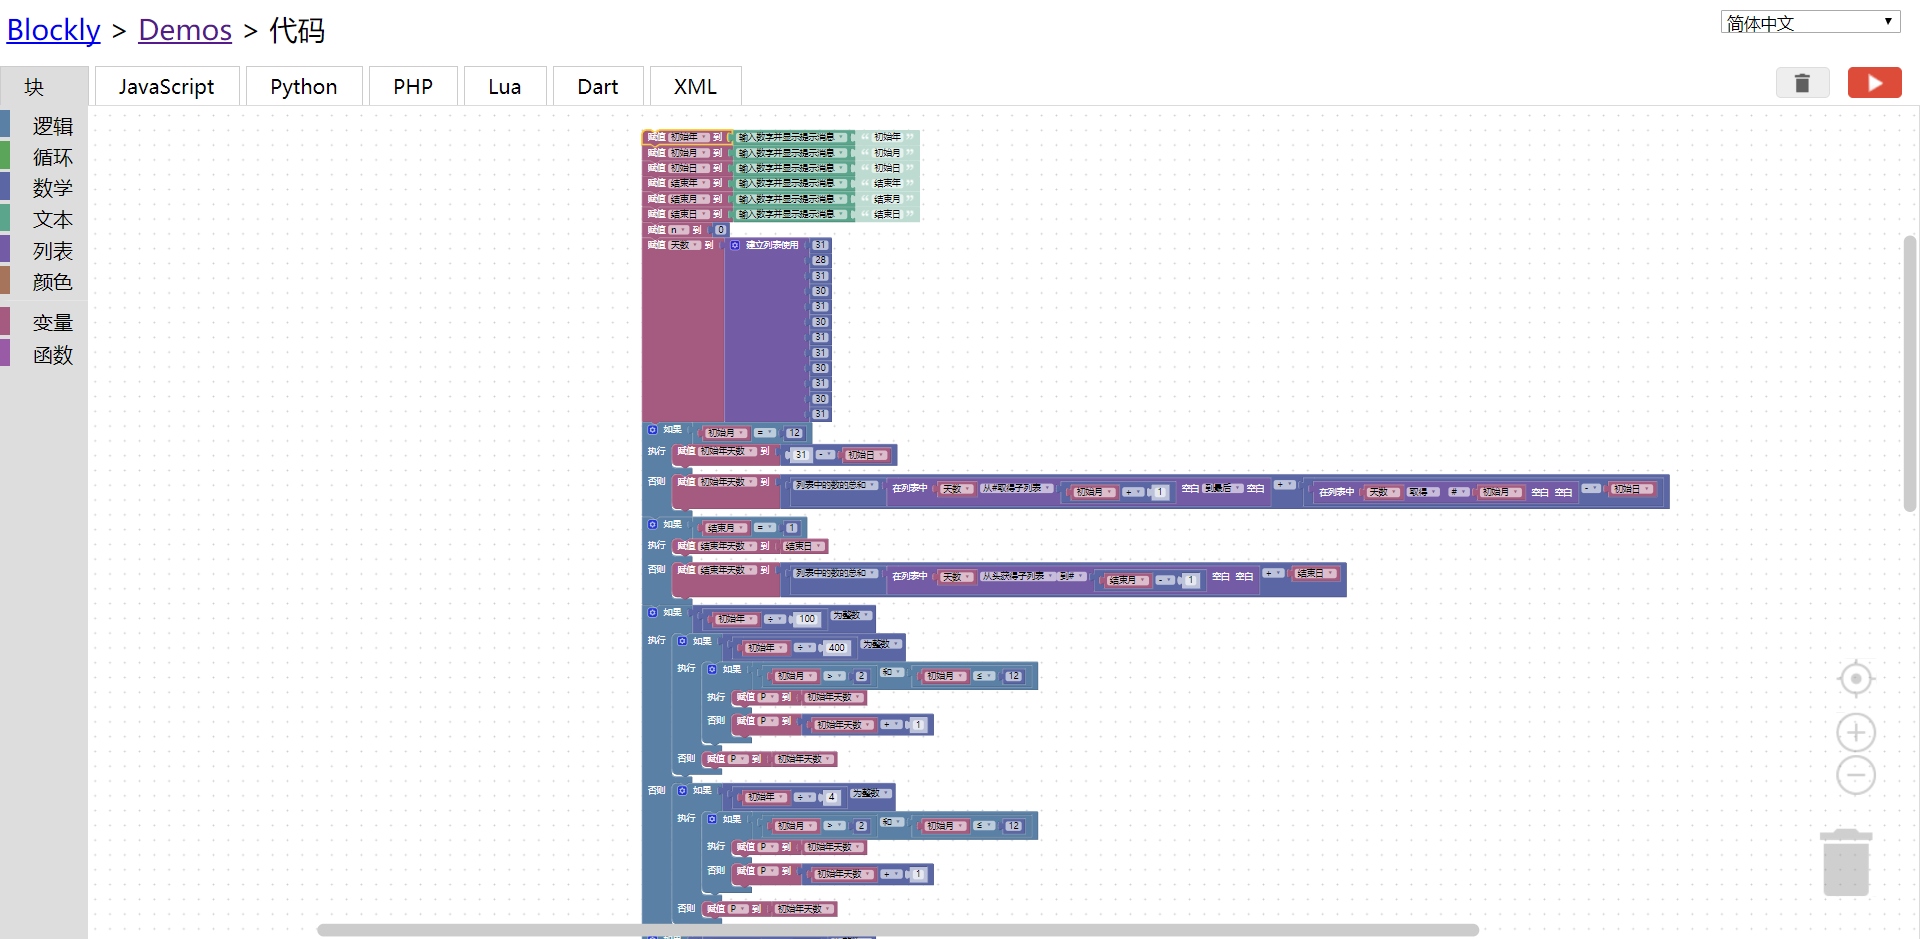 Blockly > Demos > 代码
简体中文
块 JavaScript Python PHP Lua Dart XML
逻辑
循环
数学
文本
列表
颜色
变量
函数
赋值 初始年 到 输入数字并显示提示消息 “ 初始年 ”
赋值 初始月 到 输入数字并显示提示消息 “ 初始月 ”
赋值 初始日 到 输入数字并显示提示消息 “ 初始日 ”
赋值 结束年 到 输入数字并显示提示消息 “ 结束年 ”
赋值 结束月 到 输入数字并显示提示消息 “ 结束月 ”
赋值 结束日 到 输入数字并显示提示消息 “ 结束日 ”
赋值 n 到 0
赋值 天数 到 建立列表使用 31
28
31
30
31
30
31
31
30
31
30
31
如果 初始月 = 12
执行 赋值 初始年天数 到 31 - 初始日
否则 赋值 初始年天数 到 列表中的数的总和 在列表中 天数 从#取得子列表 初始月 + 1 空白 到最后 空白 + 在列表中 天数 取得 # 初始月 空白 空白 - 初始日
如果 结束月 = 1
执行 赋值 结束年天数 到 结束日
否则 赋值 结束年天数 到 列表中的数的总和 在列表中 天数 从头获得子列表 到# 结束月 - 1 空白 空白 + 结束日
如果 初始年 ÷ 100 为整数
执行 如果 初始年 ÷ 400 为整数
执行 如果 初始月 > 2 和 初始月 ≤ 12
执行 赋值 P 到 初始年天数
否则 赋值 P 到 初始年天数 + 1
否则 赋值 P 到 初始年天数
否则 如果 初始年 ÷ 4 为整数
执行 如果 初始月 > 2 和 初始月 ≤ 12
执行 赋值 P 到 初始年天数
否则 赋值 P 到 初始年天数 + 1
否则 赋值 P 到 初始年天数